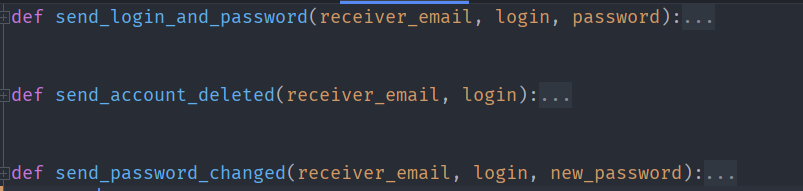 def send_login_and_password(receiver_email, login, password):...
def send_account_deleted(receiver_email, login):...
def send_password_changed(receiver_email, login, new_password):...